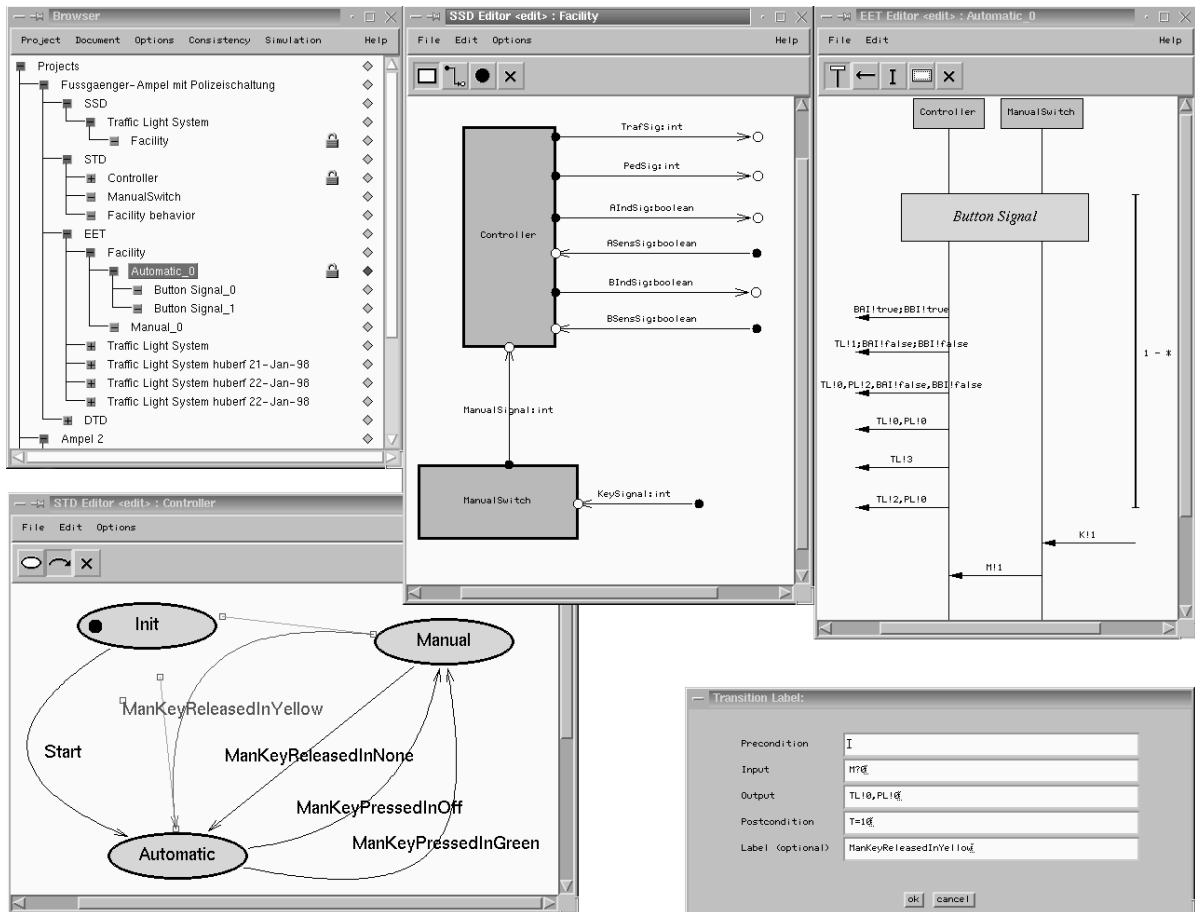 Browser
Project Document Options Consistency Simulation Help
Projects
Fussgaenger-Ampel mit Polizeischaltung
SSD
Traffic Light System
Facility
STD
Controller
ManualSwitch
Facility behavior
EET
Facility
Automatic_0
Button Signal_0
Button Signal_1
Manual_0
Traffic Light System
Traffic Light System huberf 21-Jan-98
Traffic Light System huberf 22-Jan-98
Traffic Light System huberf 22-Jan-98
DTD
Ampel 2
SSD Editor <edit> : Facility
File Edit Options Help
TrafSig:int
PedSig:int
AIndSig:boolean
Controller
ASensSig:boolean
BIndSig:boolean
BSensSig:boolean
ManualSignal:int
ManualSwitch
KeySignal:int
EET Editor <edit> : Automatic_0
File Edit Help
Controller ManualSwitch
Button Signal
BAI!true;BBI!true
TL!1;BAI!false;BBI!false
1 - *
TL!0,PL!2,BAI!false,BBI!false
TL!0,PL!0
TL!3
TL!2,PL!0
K!1
M!1
STD Editor <edit> : Controller
File Edit Options
Init
Manual
ManKeyReleasedInYellow
Start
ManKeyReleasedInNone
ManKeyPressedInOff
ManKeyPressedInGreen
Automatic
Transition Label:
Precondition
Input M?0
Output TL!0,PL!0
Postcondition T=10
Label (optional) ManKeyReleasedInYellow
ok cancel